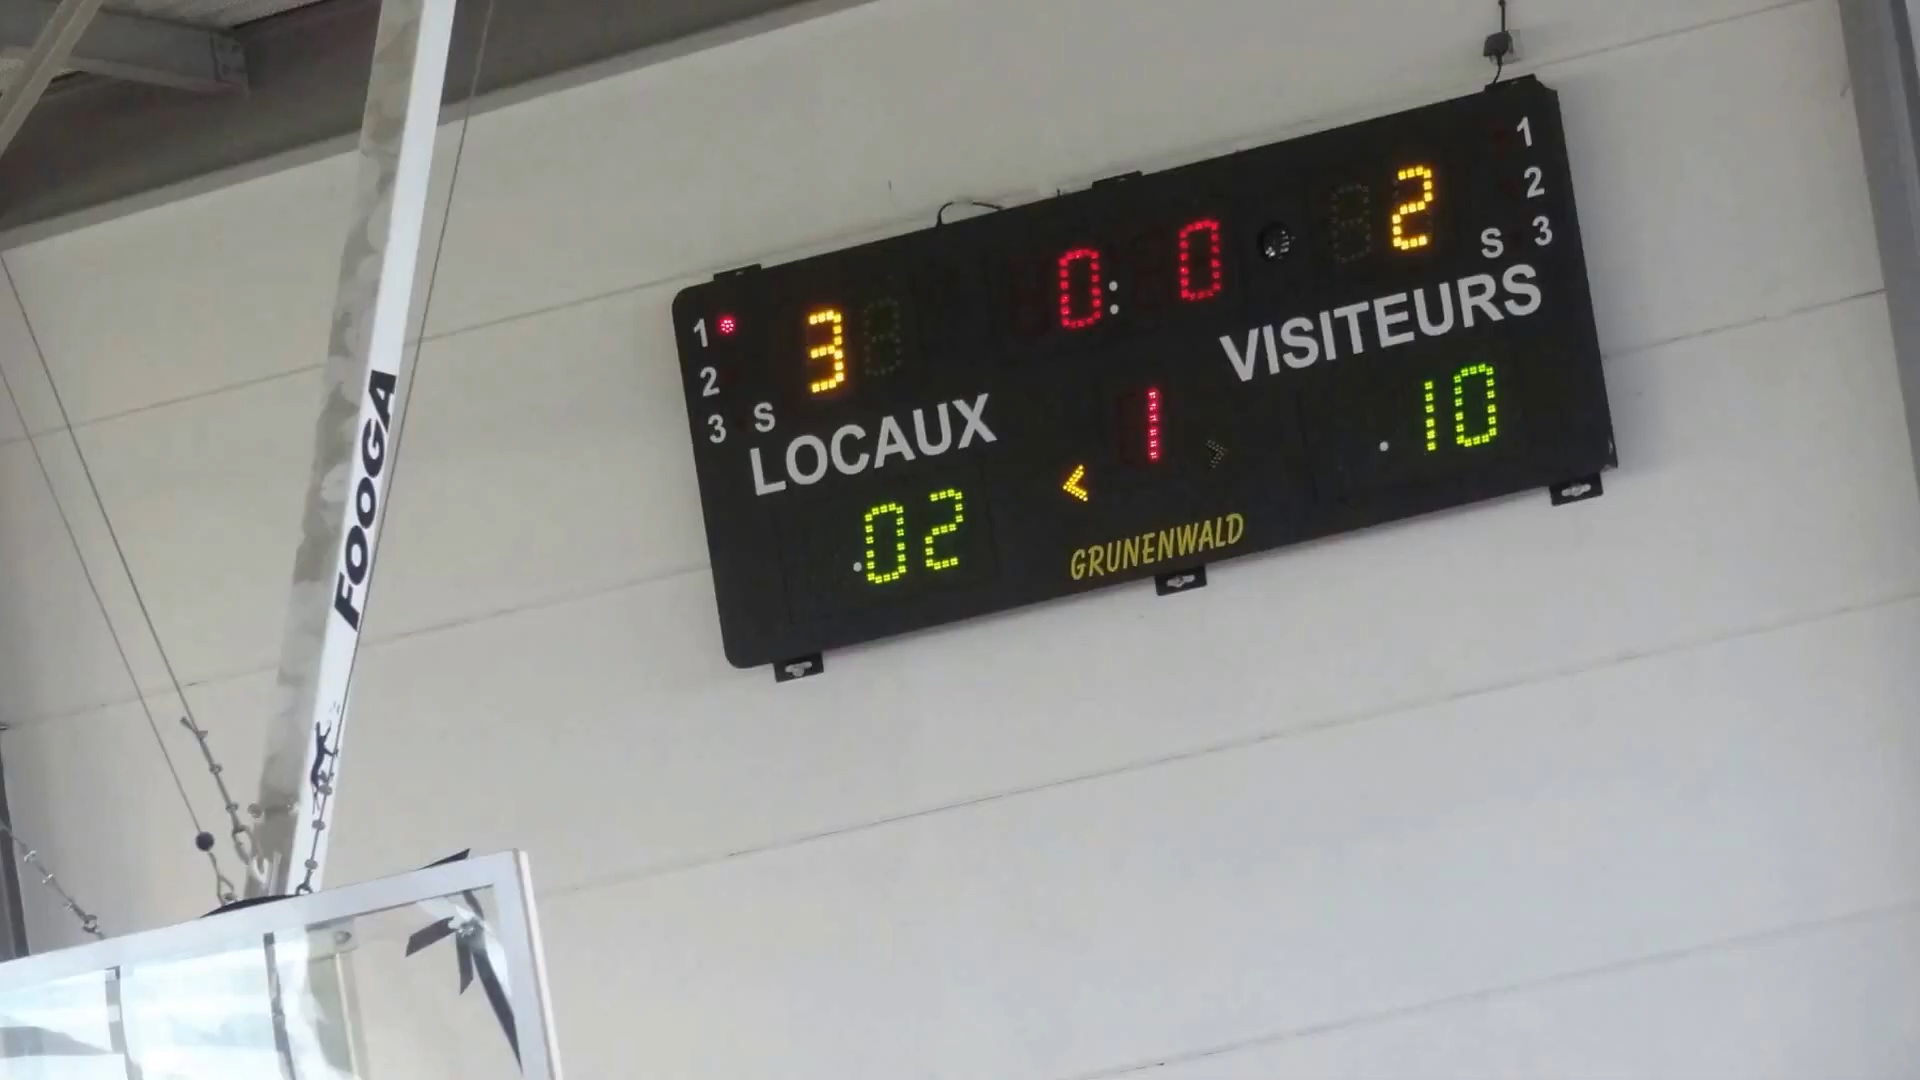 1
2
3 S
3
0:0
2
1
2
S 3
LOCAUX
VISITEURS
1
<
>
.02
.10
GRUNENWALD
FOOGA